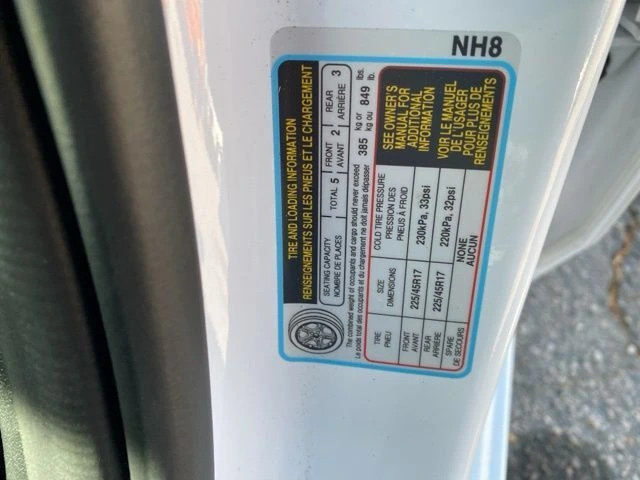 NH8
TIRE AND LOADING INFORMATION
RENSEIGNEMENTS SUR LES PNEUS ET LE CHARGEMENT
SEATING CAPACITY
NOMBRE DE PLACES
TOTAL 5
FRONT
AVANT 2
REAR
ARRIÈRE 3
The combined weight of occupants and cargo should never exceed
Le poids total des occupants et du chargement ne doit jamais dépasser
385 kg or
kg ou
849 lbs.
lb.
TIRE
PNEU
SIZE
DIMENSIONS
COLD TIRE PRESSURE
PRESSION DES
PNEUS À FROID
SEE OWNER'S
MANUAL FOR
ADDITIONAL
INFORMATION
FRONT
AVANT
225/45R17
230kPa, 33psi
REAR
ARRIÈRE
225/45R17
220kPa, 32psi
VOIR LE MANUEL
DE L'USAGER
POUR PLUS DE
RENSEIGNEMENTS
SPARE
DE SECOURS
NONE
AUCUN